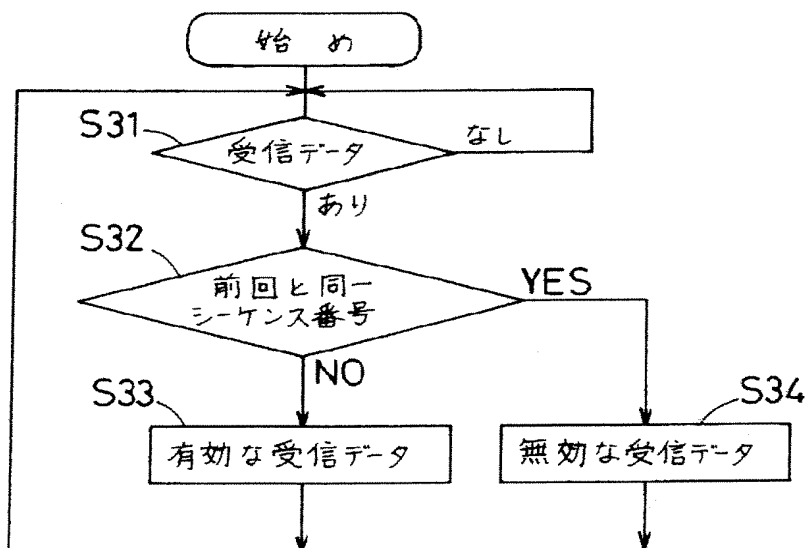 始め
S31
受信データ
なし
あり
S32
前回と同一
シーケンス番号
YES
NO
S33
有効な受信データ
S34
無効な受信データ